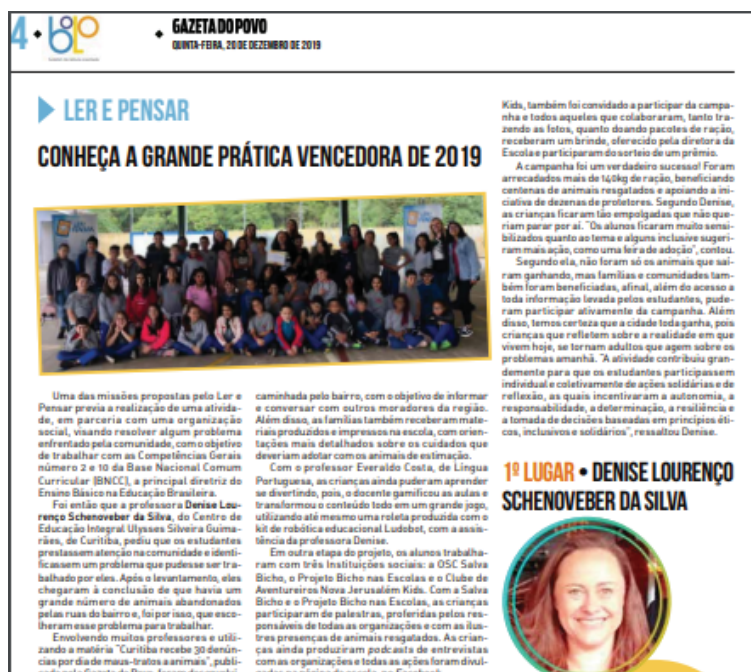 4
bolo
GAZETA DO POVO
QUINTA-FEIRA, 20 DE DEZEMBRO DE 2019
LER E PENSAR
CONHEÇA A GRANDE PRÁTICA VENCEDORA DE 2019
Uma das missões propostas pelo Ler e
Pensar previa a realização de uma ativida-
de, em parceria com uma organização
social, visando resolver algum problema
enfrentado pela comunidade, com o objetivo
de trabalhar com as Competências Gerais
número 2 e 10 da Base Nacional Comum
Curricular (BNCC), a principal diretriz do
Ensino Básico na Educação Brasileira.
Foi então que a professora Denise Lou-
renço Schenoveber da Silva, do Centro de
Educação Integral Ulysses Silveira Guima-
rães, de Curitiba, pediu que os estudantes
prestassem atenção na comunidade e identi-
ficassem um problema que pudesse ser tra-
balhado por eles. Após o levantamento, eles
chegaram à conclusão de que havia um
grande número de animais abandonados
pelas ruas do bairro e, foi por isso, que esco-
lheram esse problema para trabalhar.
Envolvendo muitos professores e utili-
zando a matéria "Curitiba recebe 30 denún-
cias por dia de maus-tratos a animais", publi-
caminhada pelo bairro, com o objetivo de informar
e conversar com outros moradores da região.
Além disso, as famílias também receberam mate-
riais produzidos e impressos na escola, com orien-
tações mais detalhados sobre os cuidados que
deveriam adotar com os animais de estimação.
Com o professor Everaldo Costa, de Língua
Portuguesa, as crianças ainda puderam aprender
se divertindo, pois, o docente gamificou as aulas e
transformou o conteúdo todo em um grande jogo,
utilizando até mesmo uma roleta produzida com o
kit de robótica educacional Ludobot, com a assis-
tência da professora Denise.
Em outra etapa do projeto, os alunos trabalha-
ram com três Instituições sociais: a OSC Salva
Bicho, o Projeto Bicho nas Escolas e o Clube de
Aventureiros Nova Jerusalém Kids. Com a Salva
Bicho e o Projeto Bicho nas Escolas, as crianças
participaram de palestras, proferidas pelos res-
ponsáveis de todas as organizações e com as ilus-
tres presenças de animais resgatados. As crian-
ças ainda produziram podcasts de entrevistas
com as organizações e todas as ações foram divul-
Kids, também foi convidado a participar da campa-
nha e todos aqueles que colaboraram, tanto tra-
zendo as fotos, quanto doando pacotes de ração,
receberam um brinde, oferecido pela diretora da
Escola e participaram do sorteio de um prêmio.
A campanha foi um verdadeiro sucesso! Foram
arrecadados mais de 140kg de ração, beneficiando
centenas de animais resgatados e apoiando a ini-
ciativa de dezenas de protetores. Segundo Denise,
as crianças ficaram tão empolgadas que não que-
riam parar por aí. "Os alunos ficaram muito sensi-
bilizados quanto ao tema e alguns inclusive sugeri-
ram mais ação, como uma feira de adoção", contou.
Segundo ela, não foram só os animais que saí-
ram ganhando, mas famílias e comunidades tam-
bém foram beneficiadas, afinal, além do acesso a
toda informação levada pelos estudantes, pude-
ram participar ativamente da campanha. Além
disso, temos certeza que a cidade toda ganha, pois
crianças que refletem sobre a realidade em que
vivem hoje, se tornam adultos que agem sobre os
problemas amanhã. "A atividade contribuiu gran-
demente para que os estudantes participassem
individual e coletivamente de ações solidárias e de
reflexão, as quais incentivaram a autonomia, a
responsabilidade, a determinação, a resiliência e
a tomada de decisões baseadas em princípios éti-
cos, inclusivos e solidários", ressaltou Denise.
1º LUGAR • DENISE LOURENÇO
SCHENOVEBER DA SILVA